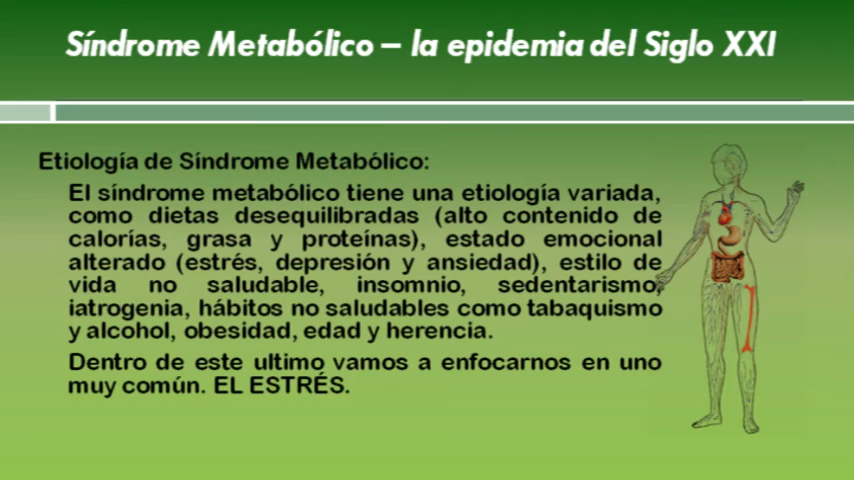 Síndrome Metabólico – la epidemia del Siglo XXI
Etiología de Síndrome Metabólico:
El síndrome metabólico tiene una etiología variada,
como dietas desequilibradas (alto contenido de
calorías, grasa y proteínas), estado emocional
alterado (estrés, depresión y ansiedad), estilo de
vida no saludable, insomnio, sedentarismo,
iatrogenia, hábitos no saludables como tabaquismo
y alcohol, obesidad, edad y herencia.
Dentro de este ultimo vamos a enfocarnos en uno
muy común. EL ESTRÉS.